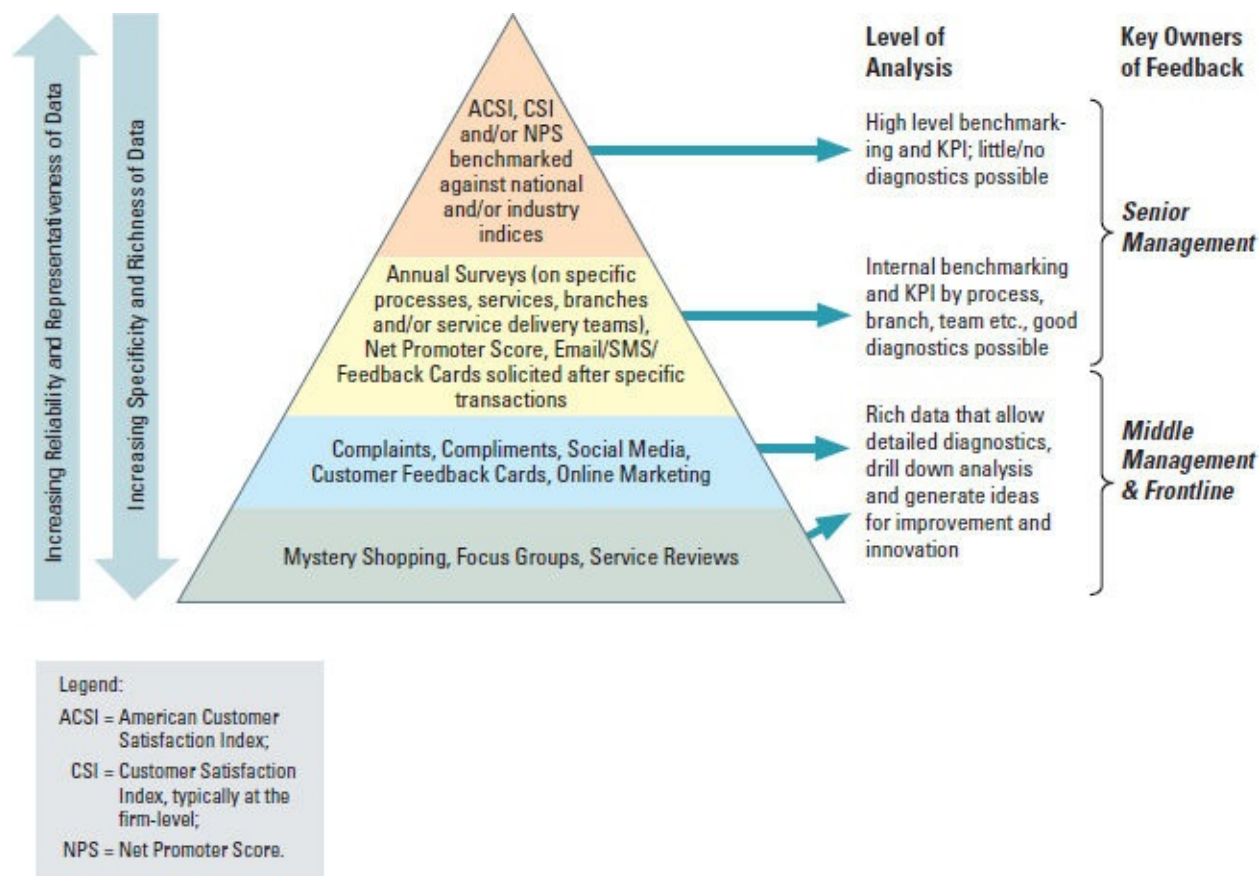 Increasing Reliability and Representativeness of Data
Increasing Specificity and Richness of Data
ACSI, CSI
and/or NPS
benchmarked
against national
and/or industry
indices
Annual Surveys (on specific
processes, services, branches
and/or service delivery teams),
Net Promoter Score, Email/SMS/
Feedback Cards solicited after specific
transactions
Complaints, Compliments, Social Media,
Customer Feedback Cards, Online Marketing
Mystery Shopping, Focus Groups, Service Reviews
Level of
Analysis
High level benchmark-
ing and KPI; little/no
diagnostics possible
Internal benchmarking
and KPI by process,
branch, team etc., good
diagnostics possible
Rich data that allow
detailed diagnostics,
drill down analysis
and generate ideas
for improvement and
innovation
Key Owners
of Feedback
Senior
Management
Middle
Management
& Frontline
Legend:
ACSI = American Customer
Satisfaction Index;
CSI = Customer Satisfaction
Index, typically at the
firm-level;
NPS = Net Promoter Score.